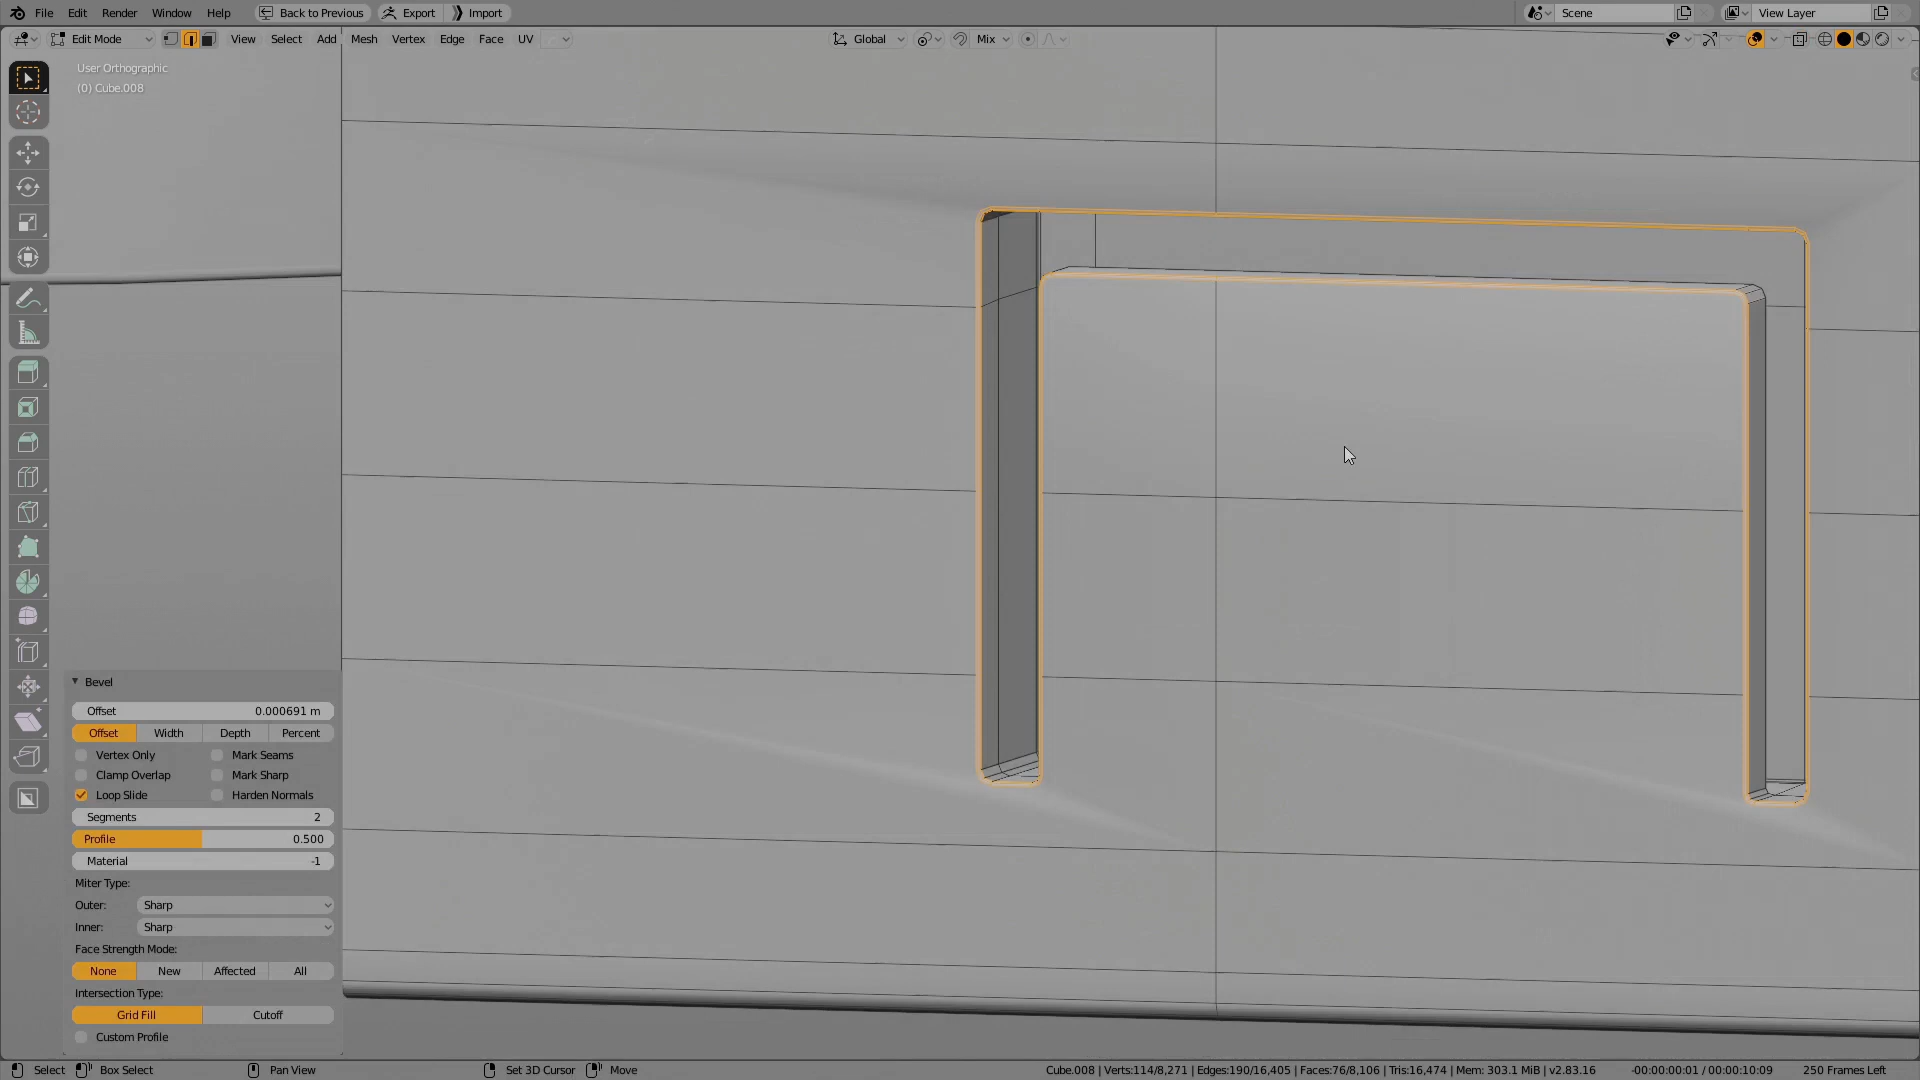 File Edit Render Window Help Back to Previous Export Import Scene View Layer
Edit Mode View Select Add Mesh Vertex Edge Face UV Global Mix
User Orthographic
(0) Cube.008
Bevel
Offset 0.000691 m
Offset Width Depth Percent
Vertex Only Mark Seams
Clamp Overlap Mark Sharp
Loop Slide Harden Normals
Segments 2
Profile 0.500
Material -1
Miter Type:
Outer: Sharp
Inner: Sharp
Face Strength Mode:
None New Affected All
Intersection Type:
Grid Fill Cutoff
Custom Profile
Select Box Select Pan View Set 3D Cursor Move Cube.008 | Verts:114/8,271 | Edges:190/16,405 | Faces:76/8,106 | Tris:16,474 | Mem: 303.1 MiB | v2.83.16 -00:00:00:01 / 00:00:10:09 250 Frames Left